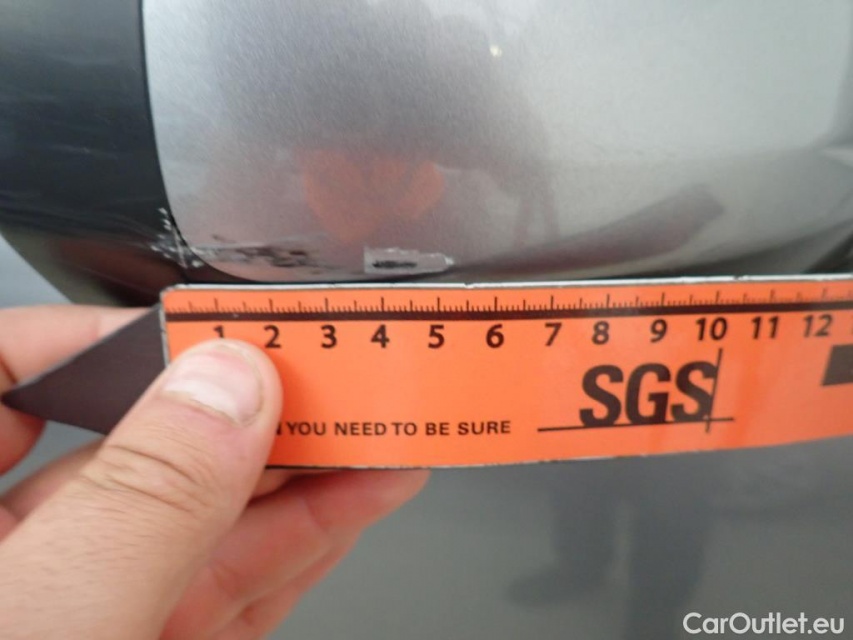 1 2 3 4 5 6 7 8 9 10 11 12
SGS
YOU NEED TO BE SURE
CarOutlet.eu